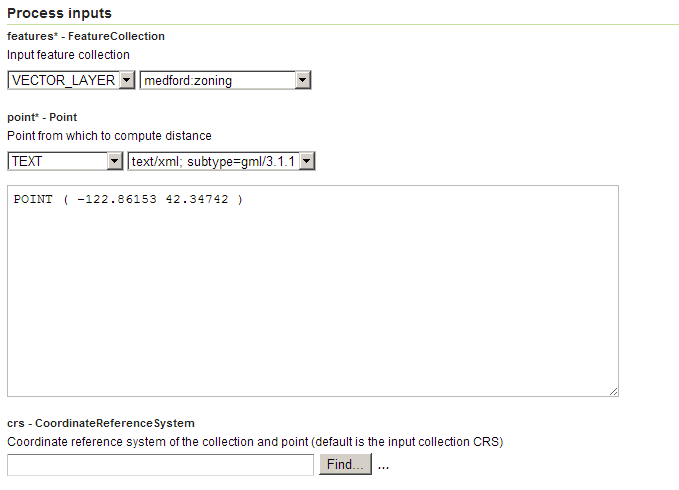 Process inputs
features* - FeatureCollection
Input feature collection
VECTOR_LAYER medford:zoning
point* - Point
Point from which to compute distance
TEXT text/xml; subtype=gml/3.1.1
POINT ( -122.86153 42.34742 )
crs - CoordinateReferenceSystem
Coordinate reference system of the collection and point (default is the input collection CRS)
Find... ...